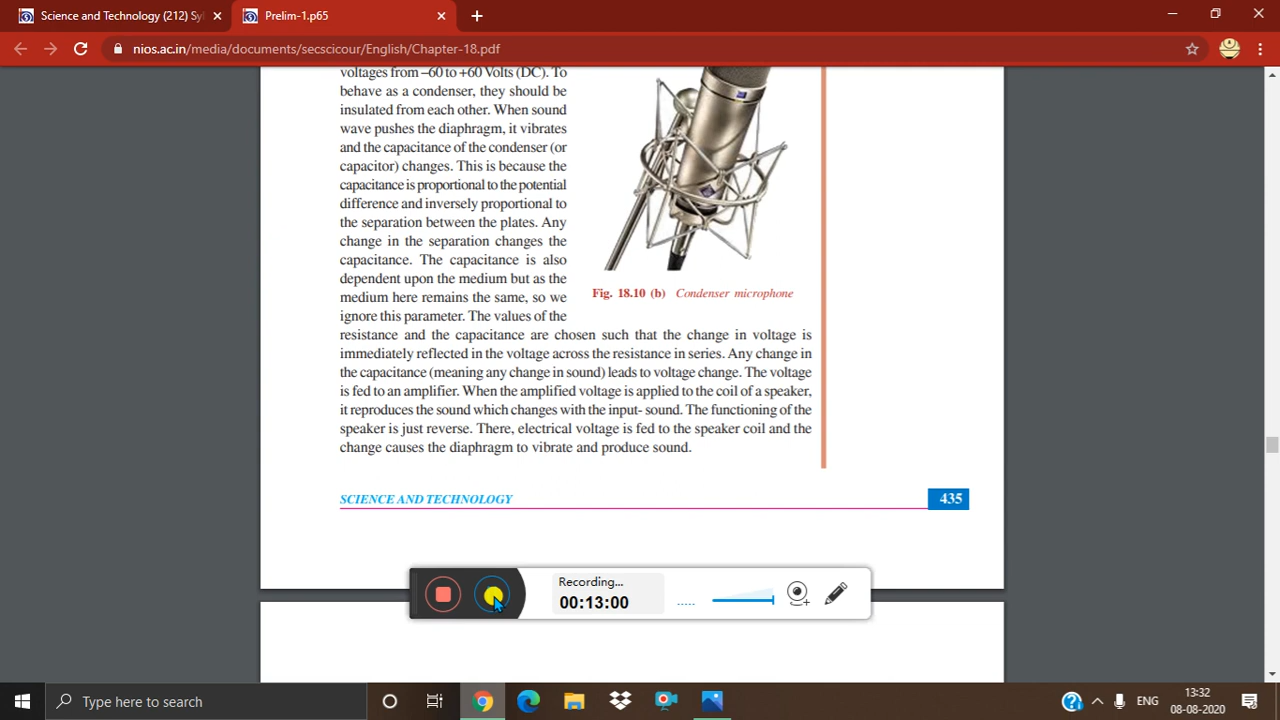 Science and Technology (212) Syl
Prelim-1.p65
nios.ac.in/media/documents/secscicour/English/Chapter-18.pdf
voltages from –60 to +60 Volts (DC). To
behave as a condenser, they should be
insulated from each other. When sound
wave pushes the diaphragm, it vibrates
and the capacitance of the condenser (or
capacitor) changes. This is because the
capacitance is proportional to the potential
difference and inversely proportional to
the separation between the plates. Any
change in the separation changes the
capacitance. The capacitance is also
dependent upon the medium but as the
medium here remains the same, so we
ignore this parameter. The values of the
Fig. 18.10 (b) Condenser microphone
resistance and the capacitance are chosen such that the change in voltage is
immediately reflected in the voltage across the resistance in series. Any change in
the capacitance (meaning any change in sound) leads to voltage change. The voltage
is fed to an amplifier. When the amplified voltage is applied to the coil of a speaker,
it reproduces the sound which changes with the input- sound. The functioning of the
speaker is just reverse. There, electrical voltage is fed to the speaker coil and the
change causes the diaphragm to vibrate and produce sound.
SCIENCE AND TECHNOLOGY
435
Recording...
00:13:00
Type here to search
ENG
13:32
08-08-2020